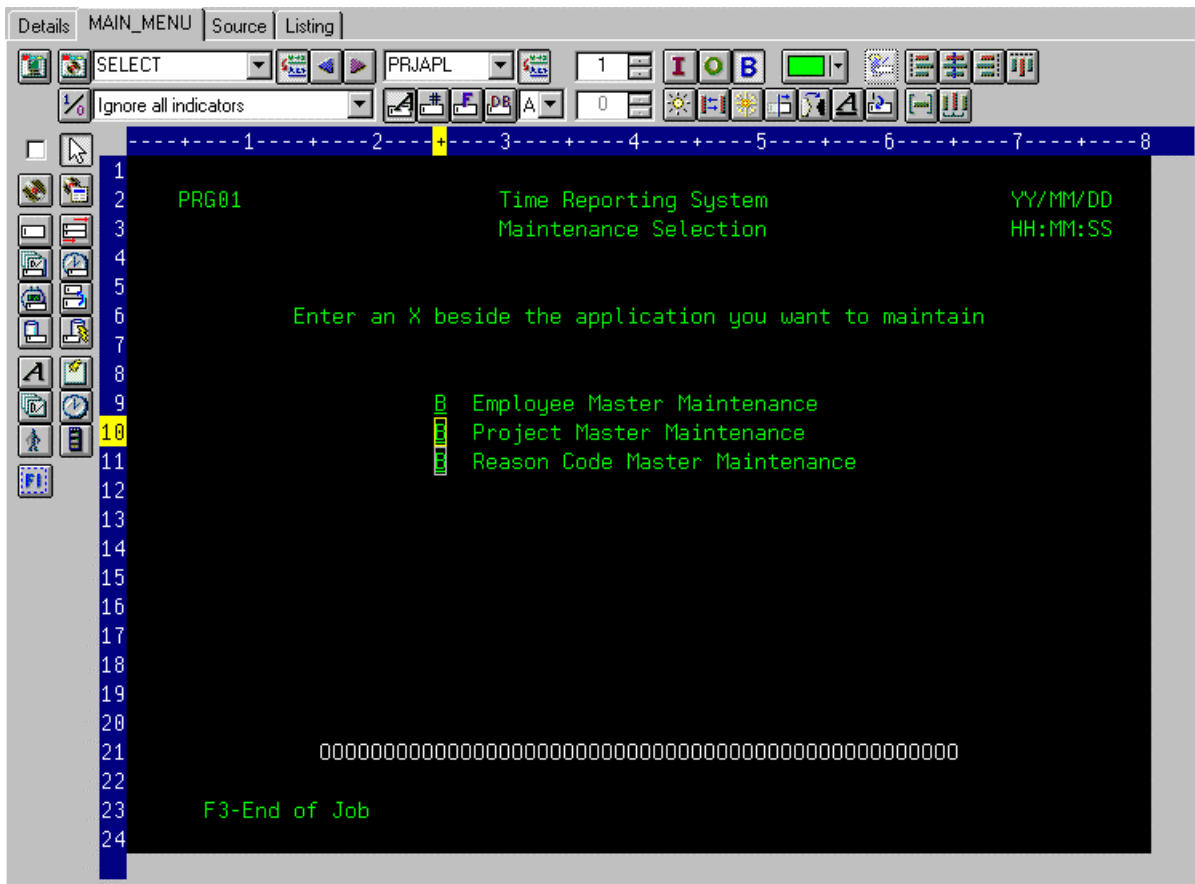 Details MAIN_MENU Source Listing
SELECT PRJAPL 1 I O B
1/0 Ignore all indicators A # F DB A 0 A
----+----1----+----2----+----3----+----4----+----5----+----6----+----7----+----8
1
2 PRG01 Time Reporting System YY/MM/DD
3 Maintenance Selection HH:MM:SS
4
5
6 Enter an X beside the application you want to maintain
7
8
9 B Employee Master Maintenance
10 B Project Master Maintenance
11 B Reason Code Master Maintenance
12
13
14
15
16
17
18
19
20
21 OOOOOOOOOOOOOOOOOOOOOOOOOOOOOOOOOOOOOOOOOOOOOOOOOO
22
23 F3-End of Job
24
A
F1